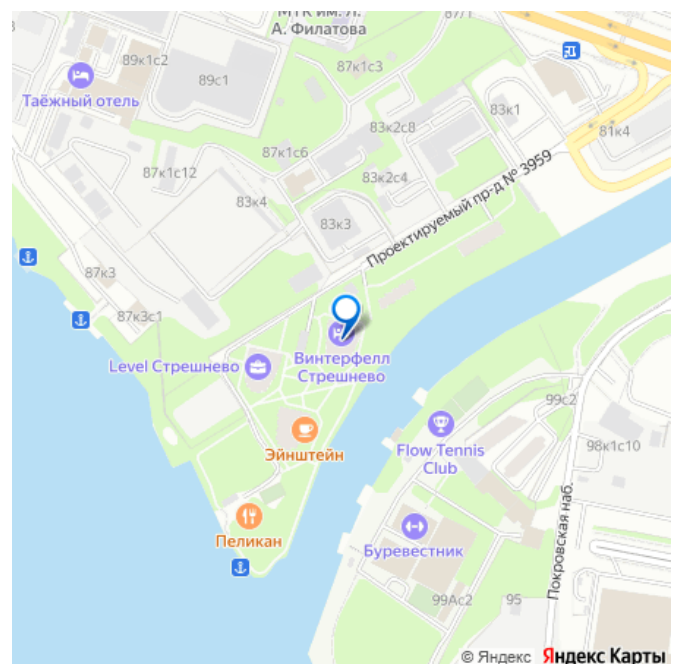 МТК им. Л.
А. Филатова
87/1
89к1с2
87к1с3
89с1
Таёжный отель
83к1
83к2с8
81к4
87к1с6
87к1с12
83к2с4
83к4
83к3
Проектируемый пр-д № 3959
87к3
87к3с1
Винтерфелл
Стрешнево
Level Стрешнево
99с2
Flow Tennis
Club
98к1с10
Эйнштейн
Пеликан
Буревестник
Покровская наб.
99Ас2
95
© Яндекс Яндекс Карты